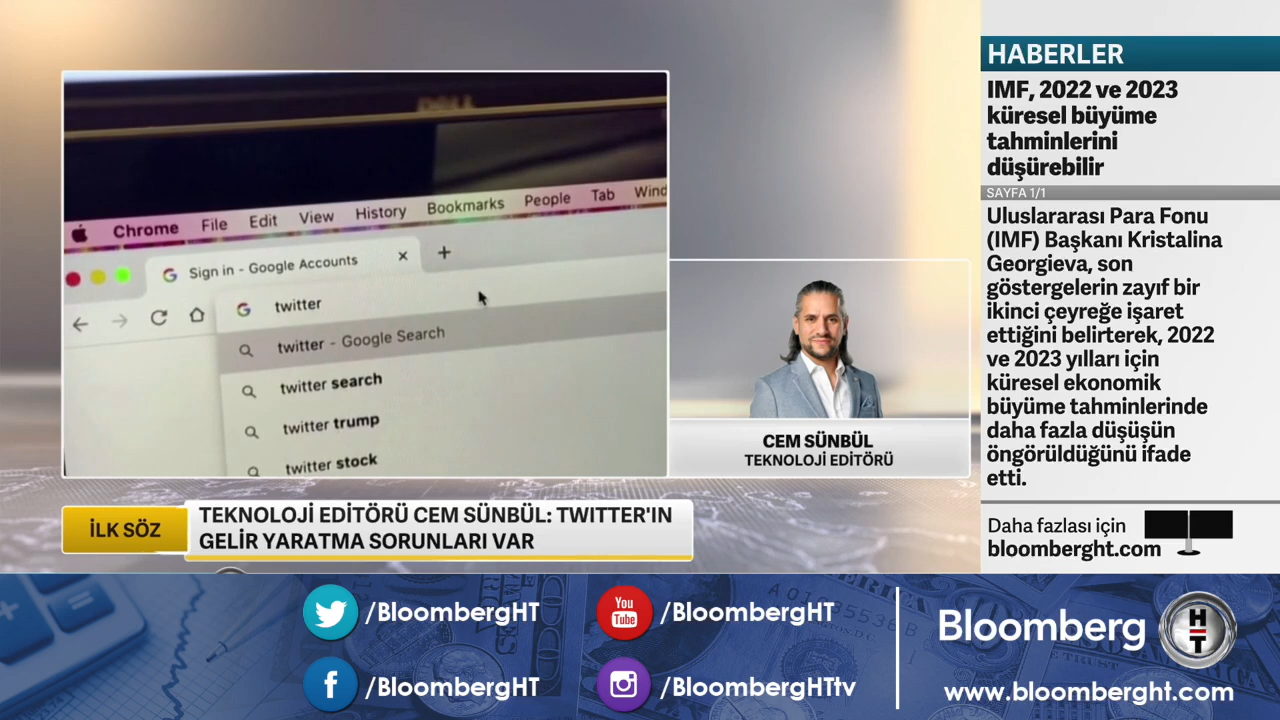 Chrome File Edit View History Bookmarks People Tab Wind
Sign in - Google Accounts
twitter
twitter - Google Search
twitter search
twitter trump
twitter stock
CEM SÜNBÜL
TEKNOLOJİ EDİTÖRÜ
İLK SÖZ
TEKNOLOJİ EDİTÖRÜ CEM SÜNBÜL: TWITTER'IN
GELİR YARATMA SORUNLARI VAR
HABERLER
IMF, 2022 ve 2023
küresel büyüme
tahminlerini
düşürebilir
SAYFA 1/1
Uluslararası Para Fonu
(IMF) Başkanı Kristalina
Georgieva, son
göstergelerin zayıf bir
ikinci çeyreğe işaret
ettiğini belirterek, 2022
ve 2023 yılları için
küresel ekonomik
büyüme tahminlerinde
daha fazla düşüşün
öngörüldüğünü ifade
etti.
Daha fazlası için
bloomberght.com
/BloombergHT
You Tube
/BloombergHT
/BloombergHT
/BloombergHTtv
Bloomberg HT
www.bloomberght.com